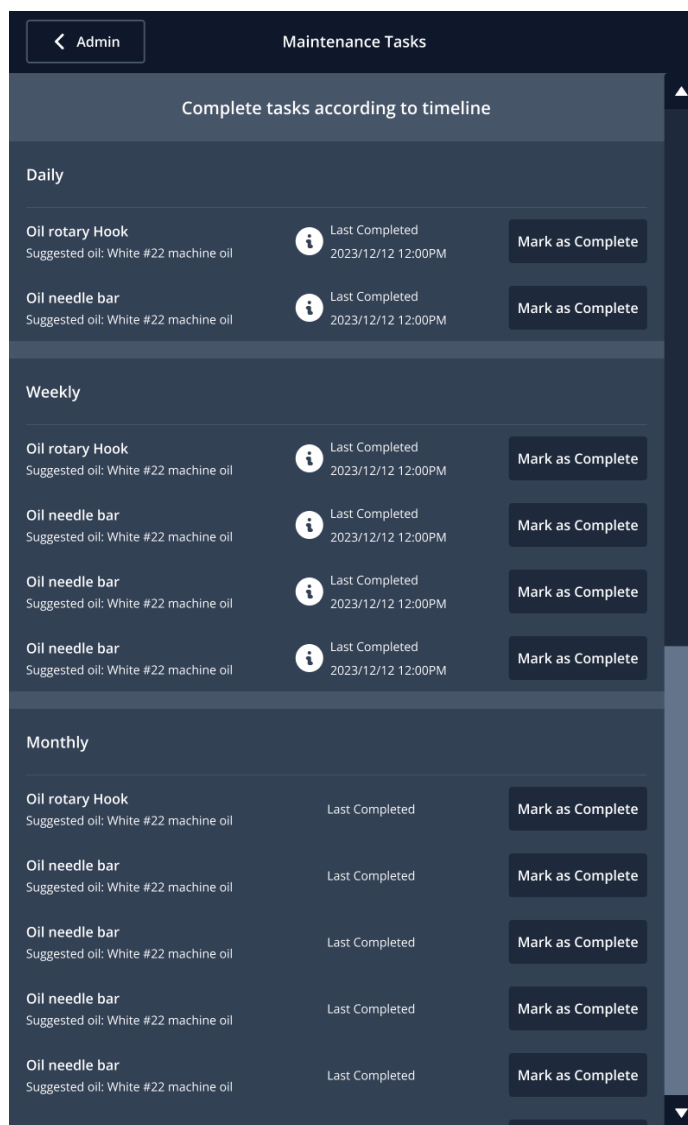 Admin
Maintenance Tasks
Complete tasks according to timeline
Daily
Oil rotary Hook
Suggested oil: White #22 machine oil
Last Completed
2023/12/12 12:00PM
Mark as Complete
Oil needle bar
Suggested oil: White #22 machine oil
Last Completed
2023/12/12 12:00PM
Mark as Complete
Weekly
Oil rotary Hook
Suggested oil: White #22 machine oil
Last Completed
2023/12/12 12:00PM
Mark as Complete
Oil needle bar
Suggested oil: White #22 machine oil
Last Completed
2023/12/12 12:00PM
Mark as Complete
Oil needle bar
Suggested oil: White #22 machine oil
Last Completed
2023/12/12 12:00PM
Mark as Complete
Oil needle bar
Suggested oil: White #22 machine oil
Last Completed
2023/12/12 12:00PM
Mark as Complete
Monthly
Oil rotary Hook
Suggested oil: White #22 machine oil
Last Completed
Mark as Complete
Oil needle bar
Suggested oil: White #22 machine oil
Last Completed
Mark as Complete
Oil needle bar
Suggested oil: White #22 machine oil
Last Completed
Mark as Complete
Oil needle bar
Suggested oil: White #22 machine oil
Last Completed
Mark as Complete
Oil needle bar
Suggested oil: White #22 machine oil
Last Completed
Mark as Complete